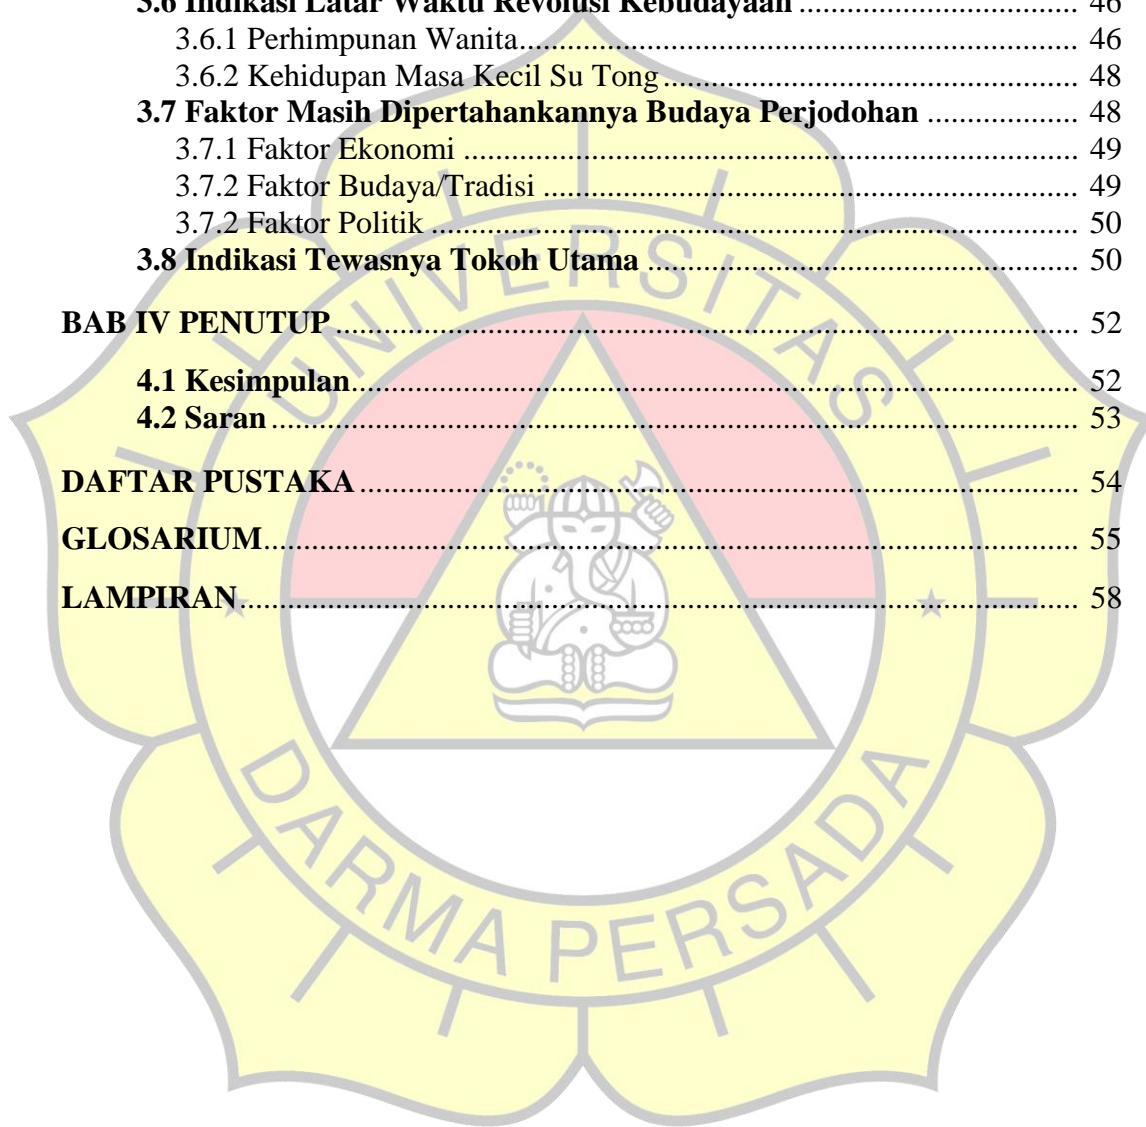 3.6 Indikasi Latar Waktu Revolusi Kebudayaan ................................... 46
3.6.1 Perhimpunan Wanita...................................................................... 46
3.6.2 Kehidupan Masa Kecil Su Tong .................................................... 48
3.7 Faktor Masih Dipertahankannya Budaya Perjodohan ................... 48
3.7.1 Faktor Ekonomi ............................................................................. 49
3.7.2 Faktor Budaya/Tradisi ................................................................... 49
3.7.2 Faktor Politik ................................................................................. 50
3.8 Indikasi Tewasnya Tokoh Utama ...................................................... 50
BAB IV PENUTUP ............................................................................................. 52
4.1 Kesimpulan........................................................................................... 52
4.2 Saran ..................................................................................................... 53
DAFTAR PUSTAKA .......................................................................................... 54
GLOSARIUM...................................................................................................... 55
LAMPIRAN......................................................................................................... 58
UNIVERSITAS
DARMA PERSADA